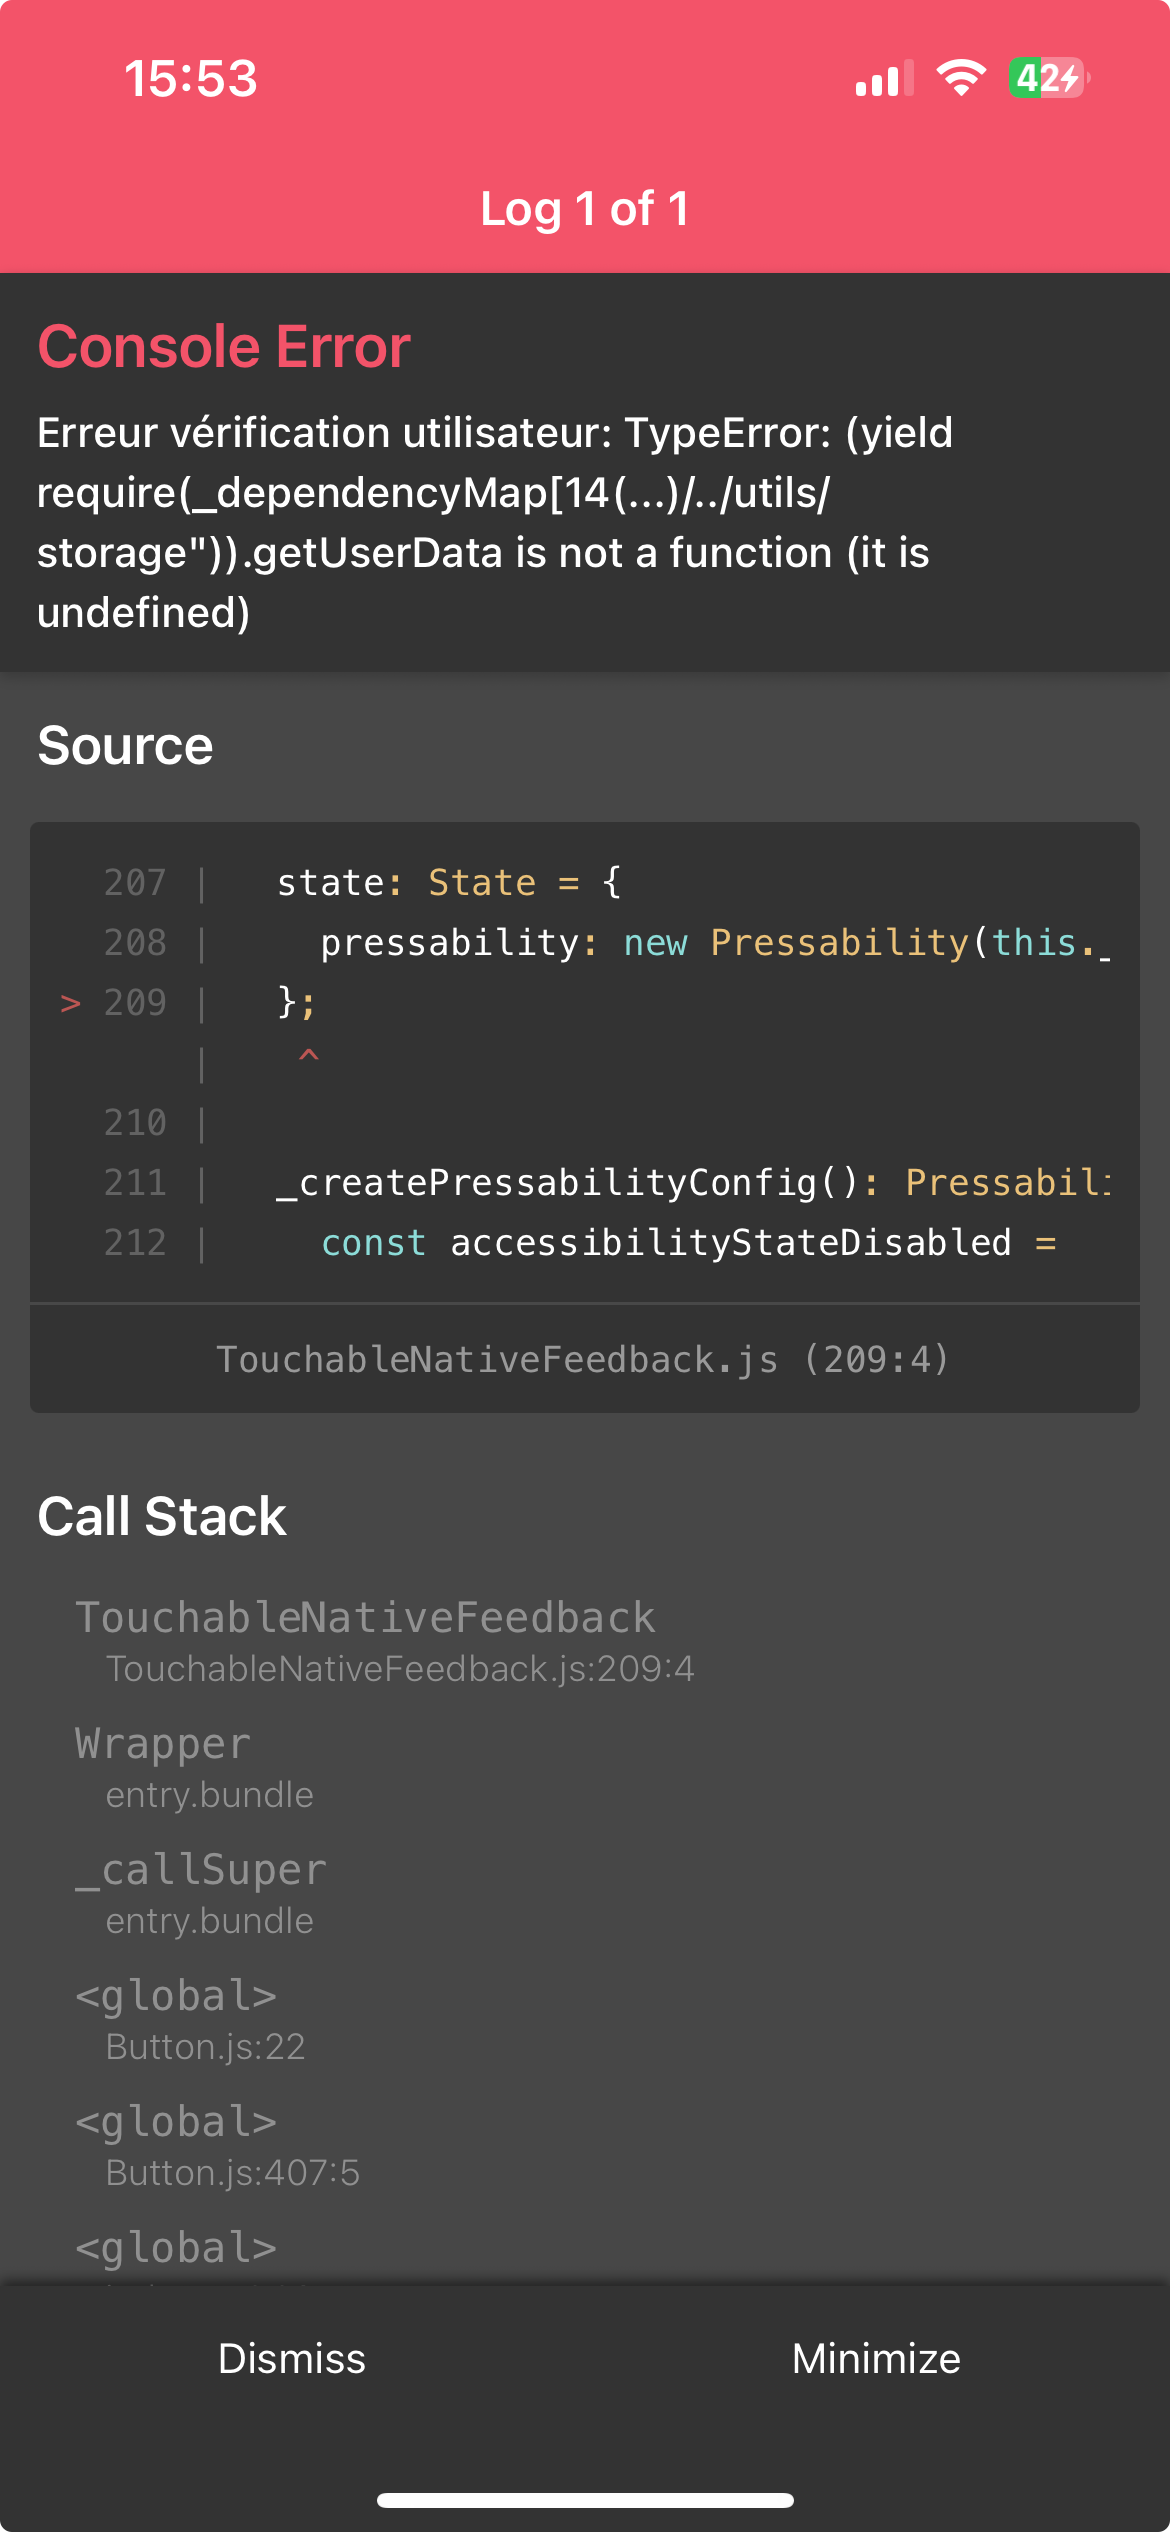 15:53
42
Log 1 of 1
Console Error
Erreur vérification utilisateur: TypeError: (yield
require(_dependencyMap[14(...)/../utils/
storage")).getUserData is not a function (it is
undefined)
Source
207 |   state: State = {
208 |     pressability: new Pressability(this._
> 209 |   };
|    ^
210 |
211 |   _createPressabilityConfig(): Pressabili
212 |     const accessibilityStateDisabled =
TouchableNativeFeedback.js (209:4)
Call Stack
TouchableNativeFeedback
TouchableNativeFeedback.js:209:4
Wrapper
entry.bundle
_callSuper
entry.bundle
<global>
Button.js:22
<global>
Button.js:407:5
<global>
Dismiss
Minimize